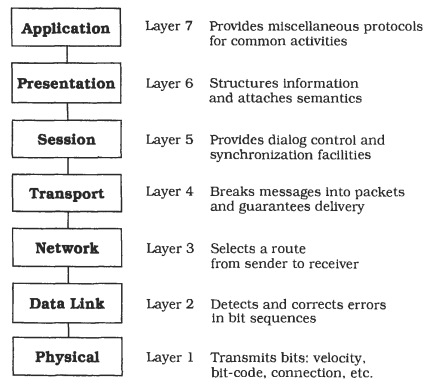 Application Layer 7 Provides miscellaneous protocols
for common activities
Presentation Layer 6 Structures information
and attaches semantics
Session Layer 5 Provides dialog control and
synchronization facilities
Transport Layer 4 Breaks messages into packets
and guarantees delivery
Network Layer 3 Selects a route
from sender to receiver
Data Link Layer 2 Detects and corrects errors
in bit sequences
Physical Layer 1 Transmits bits: velocity,
bit-code, connection, etc.